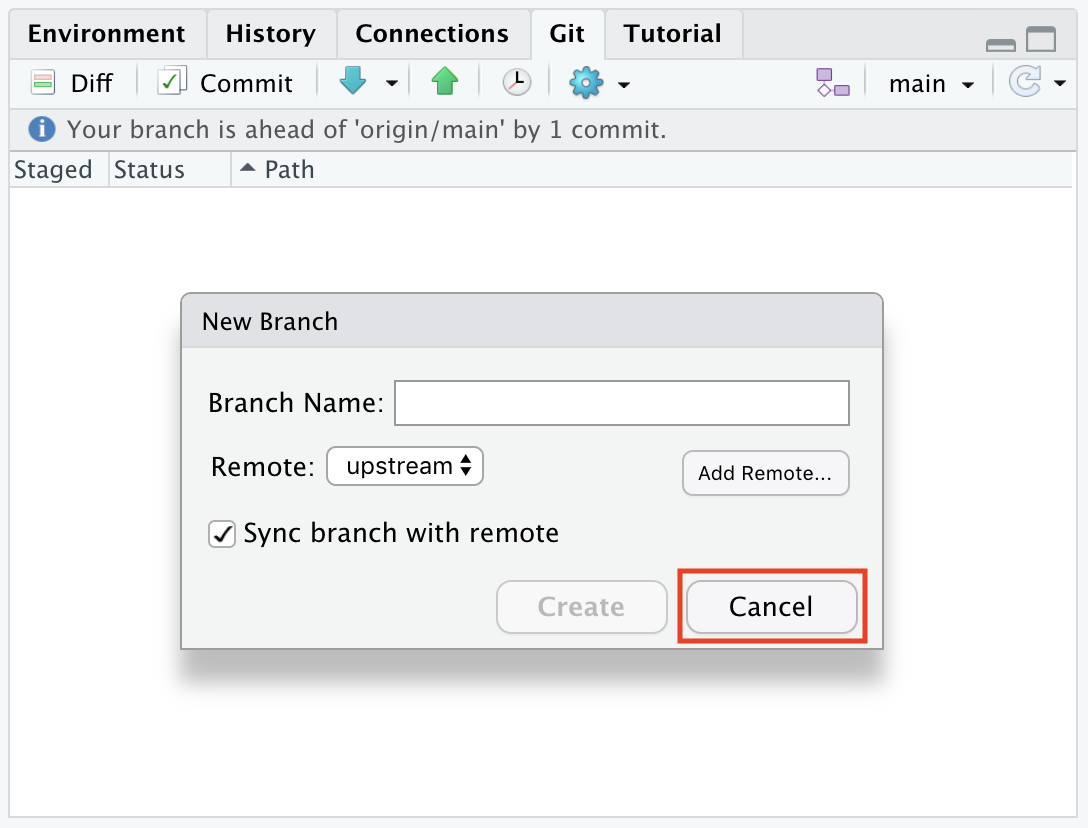 Environment History Connections Git Tutorial
Diff Commit main
Your branch is ahead of 'origin/main' by 1 commit.
Staged Status Path
New Branch
Branch Name:
Remote: upstream Add Remote...
Sync branch with remote
Create Cancel